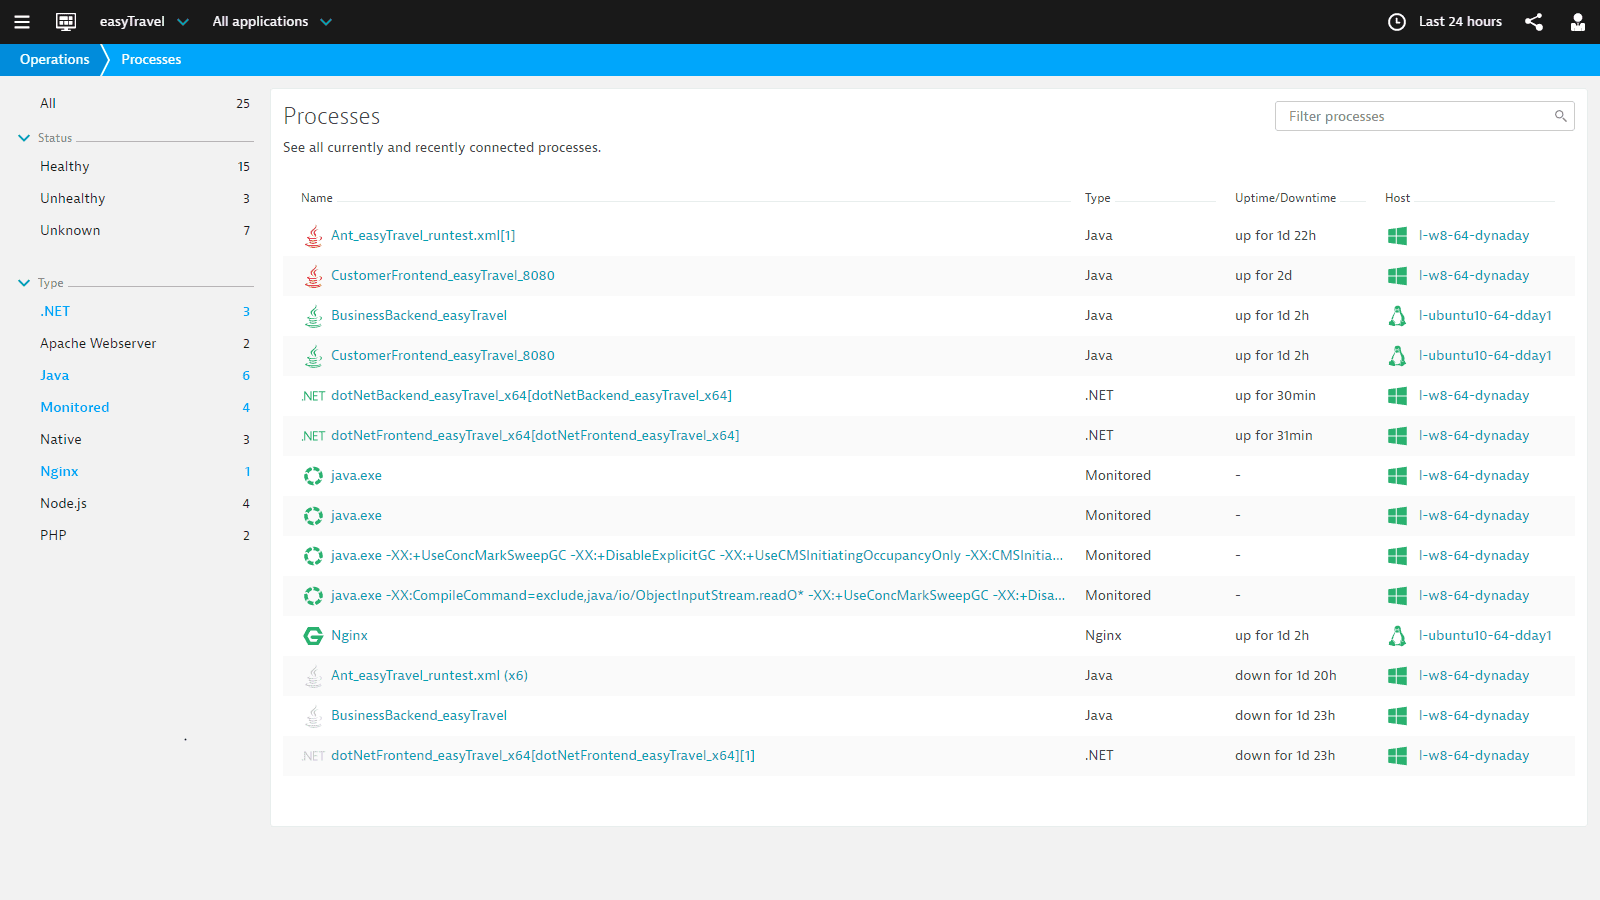 easyTravel All applications Last 24 hours
Operations Processes
All 25
Status
Healthy 15
Unhealthy 3
Unknown 7
Type
.NET 3
Apache Webserver 2
Java 6
Monitored 4
Native 3
Nginx 1
Node.js 4
PHP 2
Processes
Filter processes
See all currently and recently connected processes.
Name Type Uptime/Downtime Host
Ant_easyTravel_runtest.xml[1] Java up for 1d 22h l-w8-64-dynaday
CustomerFrontend_easyTravel_8080 Java up for 2d l-w8-64-dynaday
BusinessBackend_easyTravel Java up for 1d 2h l-ubuntu10-64-dday1
CustomerFrontend_easyTravel_8080 Java up for 1d 2h l-ubuntu10-64-dday1
.NET dotNetBackend_easyTravel_x64[dotNetBackend_easyTravel_x64] .NET up for 30min l-w8-64-dynaday
.NET dotNetFrontend_easyTravel_x64[dotNetFrontend_easyTravel_x64] .NET up for 31min l-w8-64-dynaday
java.exe Monitored - l-w8-64-dynaday
java.exe Monitored - l-w8-64-dynaday
java.exe -XX:+UseConcMarkSweepGC -XX:+DisableExplicitGC -XX:+UseCMSInitiatingOccupancyOnly -XX:CMSInitia... Monitored - l-w8-64-dynaday
java.exe -XX:CompileCommand=exclude,java/io/ObjectInputStream.readO* -XX:+UseConcMarkSweepGC -XX:+Disa... Monitored - l-w8-64-dynaday
Nginx Nginx up for 1d 2h l-ubuntu10-64-dday1
Ant_easyTravel_runtest.xml (x6) Java down for 1d 20h l-w8-64-dynaday
BusinessBackend_easyTravel Java down for 1d 23h l-w8-64-dynaday
.NET dotNetFrontend_easyTravel_x64[dotNetFrontend_easyTravel_x64][1] .NET down for 1d 23h l-w8-64-dynaday